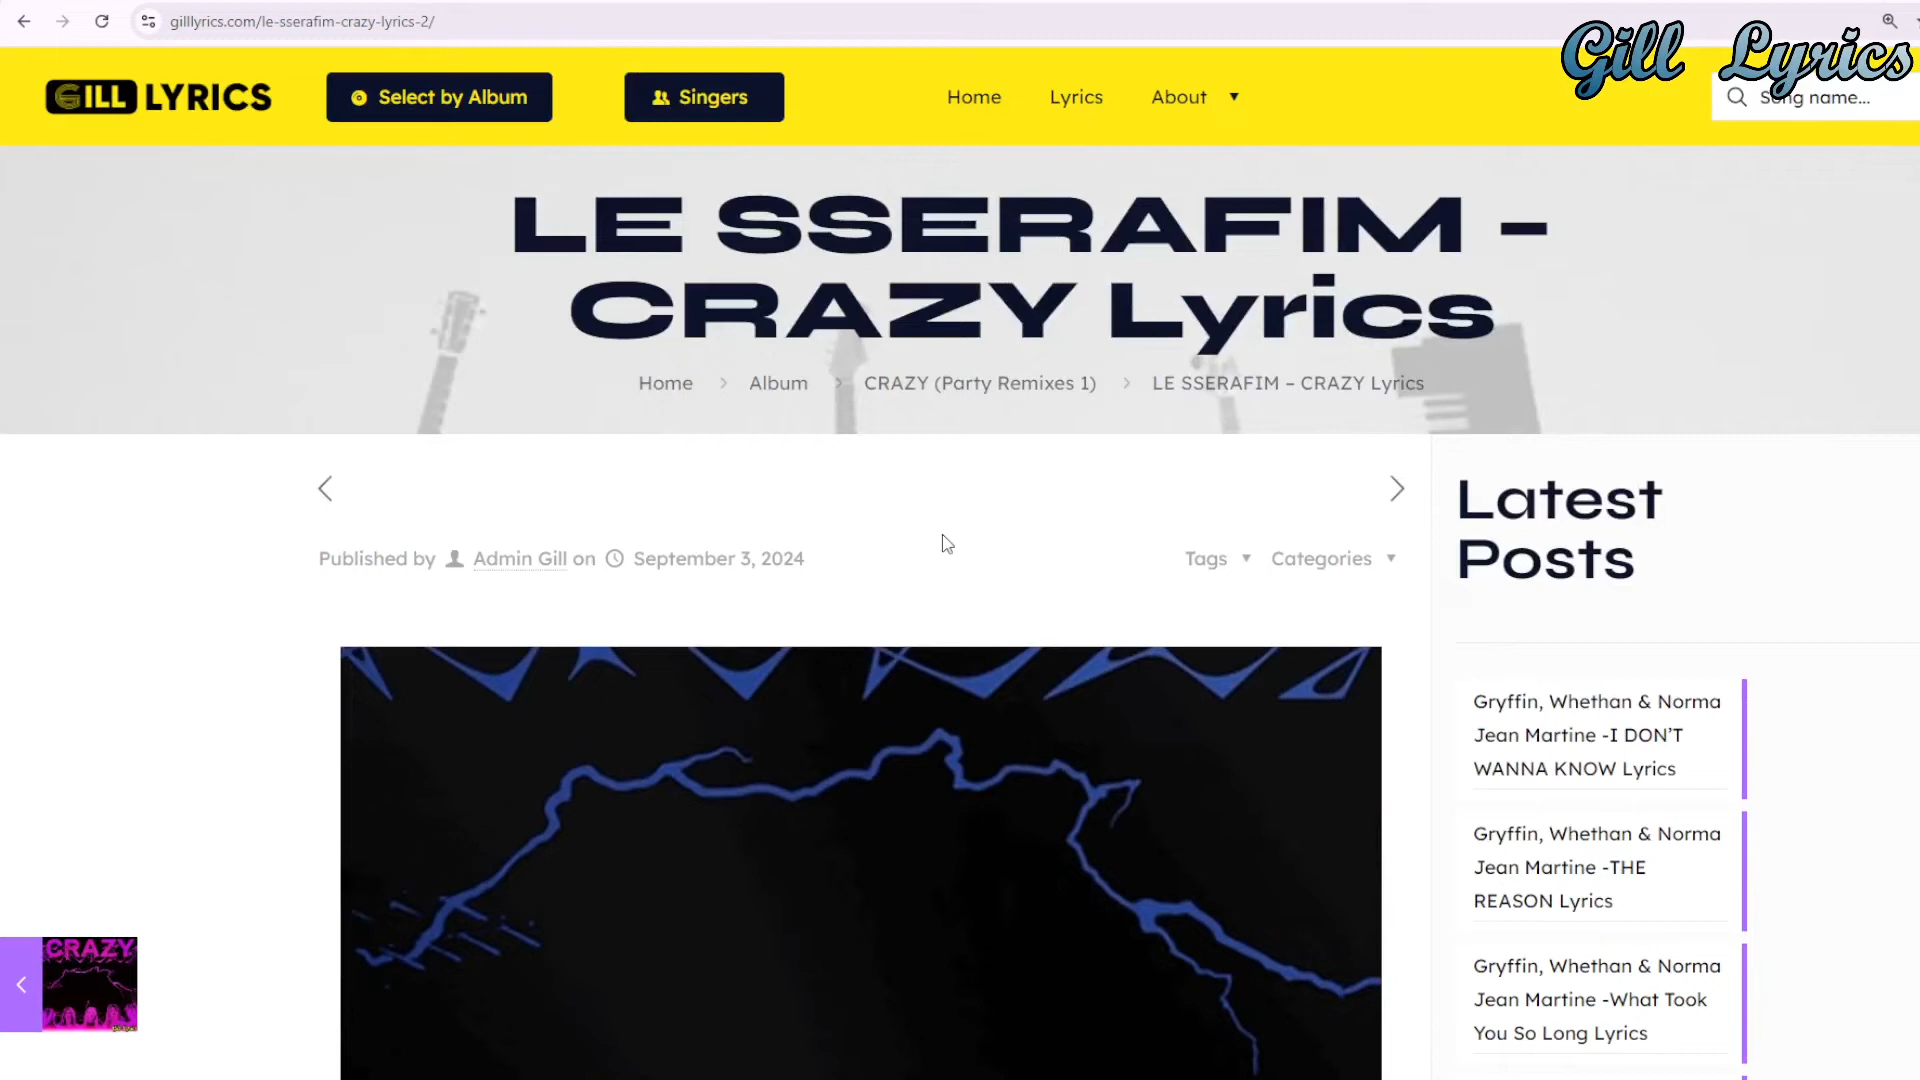 gilllyrics.com/le-sserafim-crazy-lyrics-2/
Gill Lyrics
GILL LYRICS
Select by Album
Singers
Home
Lyrics
About
Song name...
LE SSERAFIM –
CRAZY Lyrics
Home > Album > CRAZY (Party Remixes 1) > LE SSERAFIM – CRAZY Lyrics
Published by Admin Gill on September 3, 2024
Tags
Categories
Latest
Posts
Gryffin, Whethan & Norma
Jean Martine -I DON’T
WANNA KNOW Lyrics
Gryffin, Whethan & Norma
Jean Martine -THE
REASON Lyrics
Gryffin, Whethan & Norma
Jean Martine -What Took
You So Long Lyrics
CRAZY